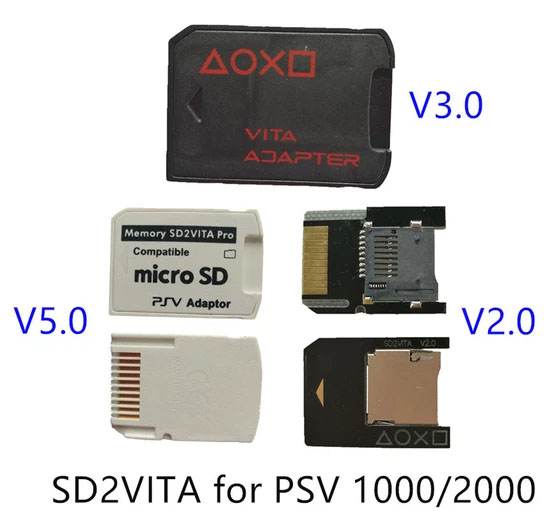 V3.0
VITA
ADAPTER
Memory SD2VITA Pro
Compatible
micro SD
PSV Adaptor
V5.0
V2.0
SD2VITA V2.0
SD2VITA for PSV 1000/2000